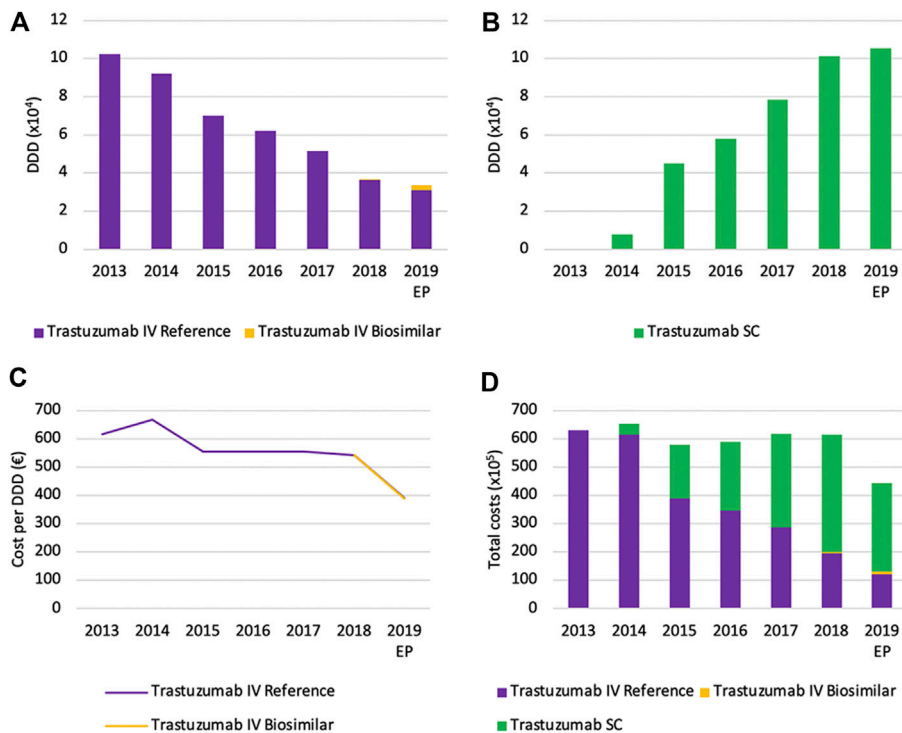 A
DDD (x10⁴)
12
10
8
6
4
2
0
2013 2014 2015 2016 2017 2018 2019
EP
Trastuzumab IV Reference Trastuzumab IV Biosimilar
B
DDD (x10⁴)
12
10
8
6
4
2
0
2013 2014 2015 2016 2017 2018 2019
EP
Trastuzumab SC
C
Cost per DDD (€)
700
600
500
400
300
200
100
0
2013 2014 2015 2016 2017 2018 2019
EP
Trastuzumab IV Reference
Trastuzumab IV Biosimilar
D
Total costs (x10⁵)
700
600
500
400
300
200
100
0
2013 2014 2015 2016 2017 2018 2019
EP
Trastuzumab IV Reference Trastuzumab IV Biosimilar
Trastuzumab SC